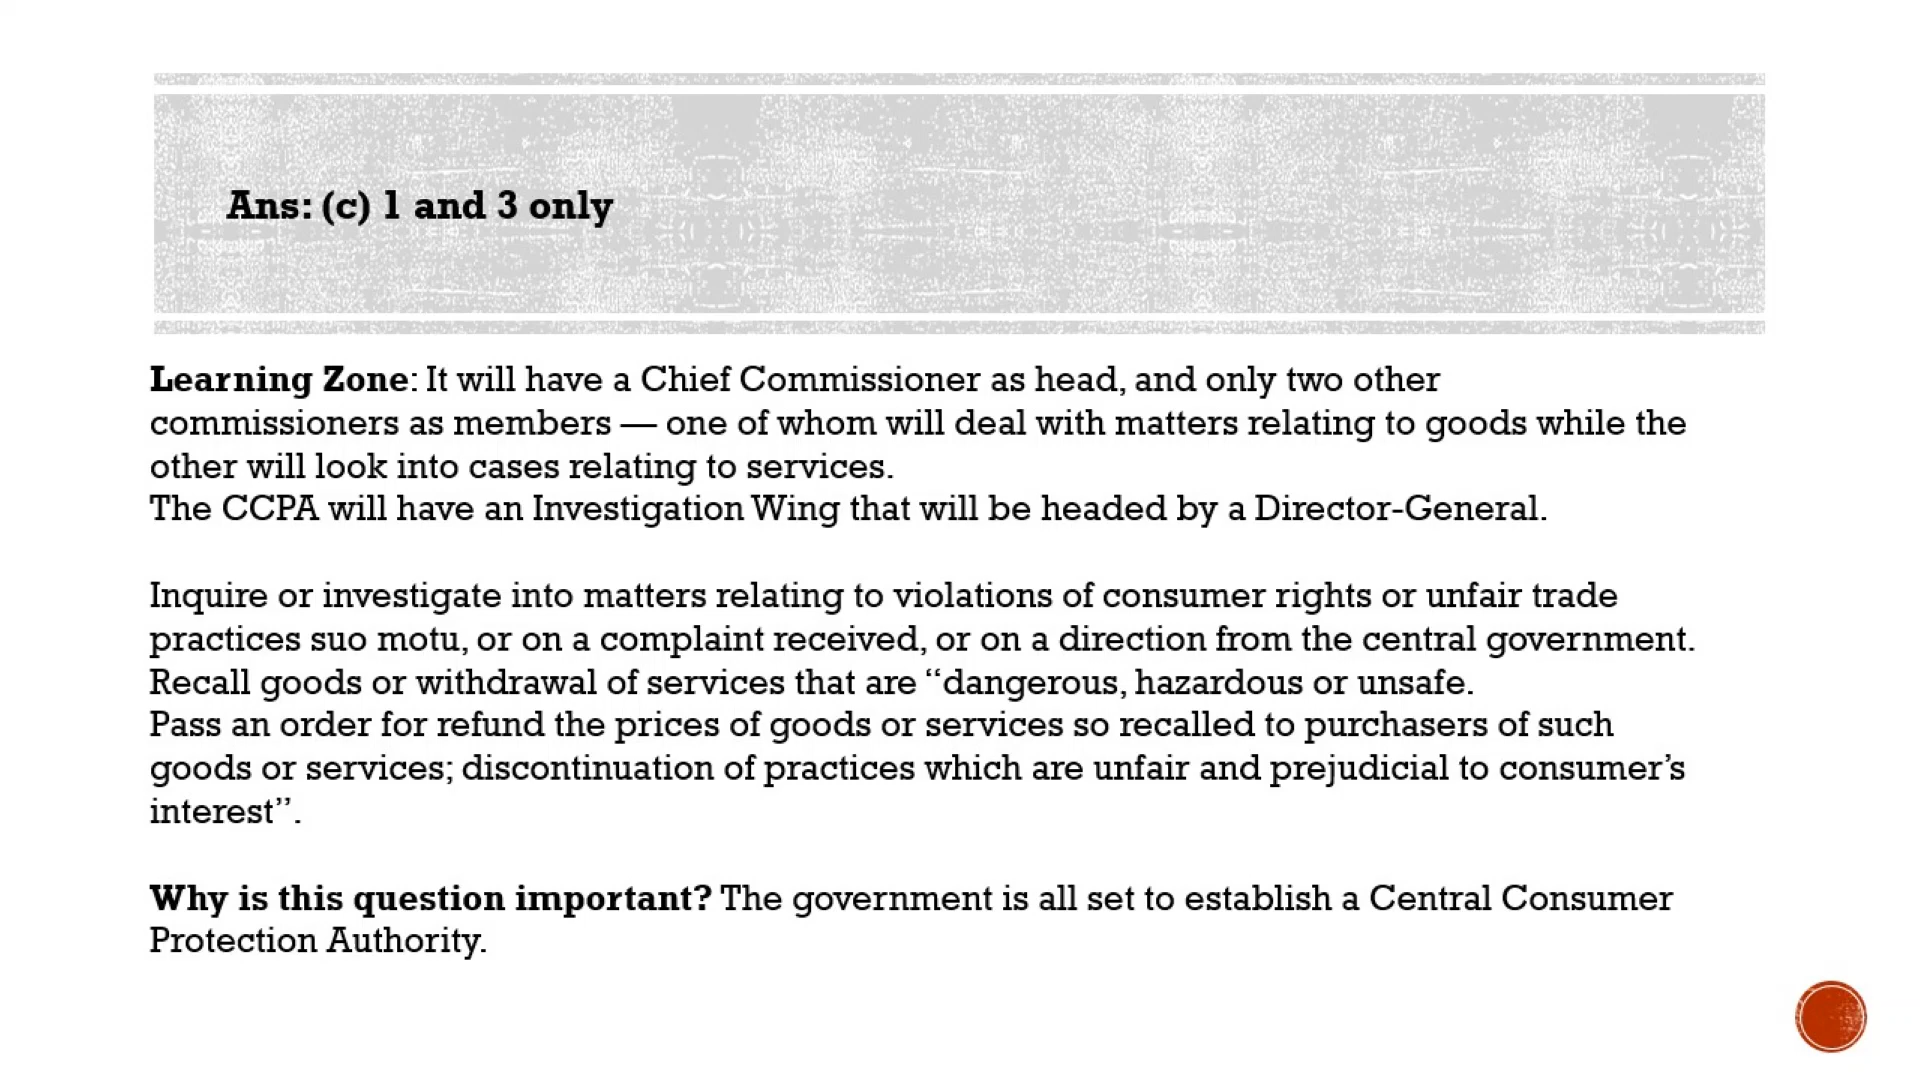 Ans: (c) 1 and 3 only
Learning Zone: It will have a Chief Commissioner as head, and only two other
commissioners as members — one of whom will deal with matters relating to goods while the
other will look into cases relating to services.
The CCPA will have an Investigation Wing that will be headed by a Director-General.
Inquire or investigate into matters relating to violations of consumer rights or unfair trade
practices suo motu, or on a complaint received, or on a direction from the central government.
Recall goods or withdrawal of services that are “dangerous, hazardous or unsafe.
Pass an order for refund the prices of goods or services so recalled to purchasers of such
goods or services; discontinuation of practices which are unfair and prejudicial to consumer’s
interest”.
Why is this question important? The government is all set to establish a Central Consumer
Protection Authority.